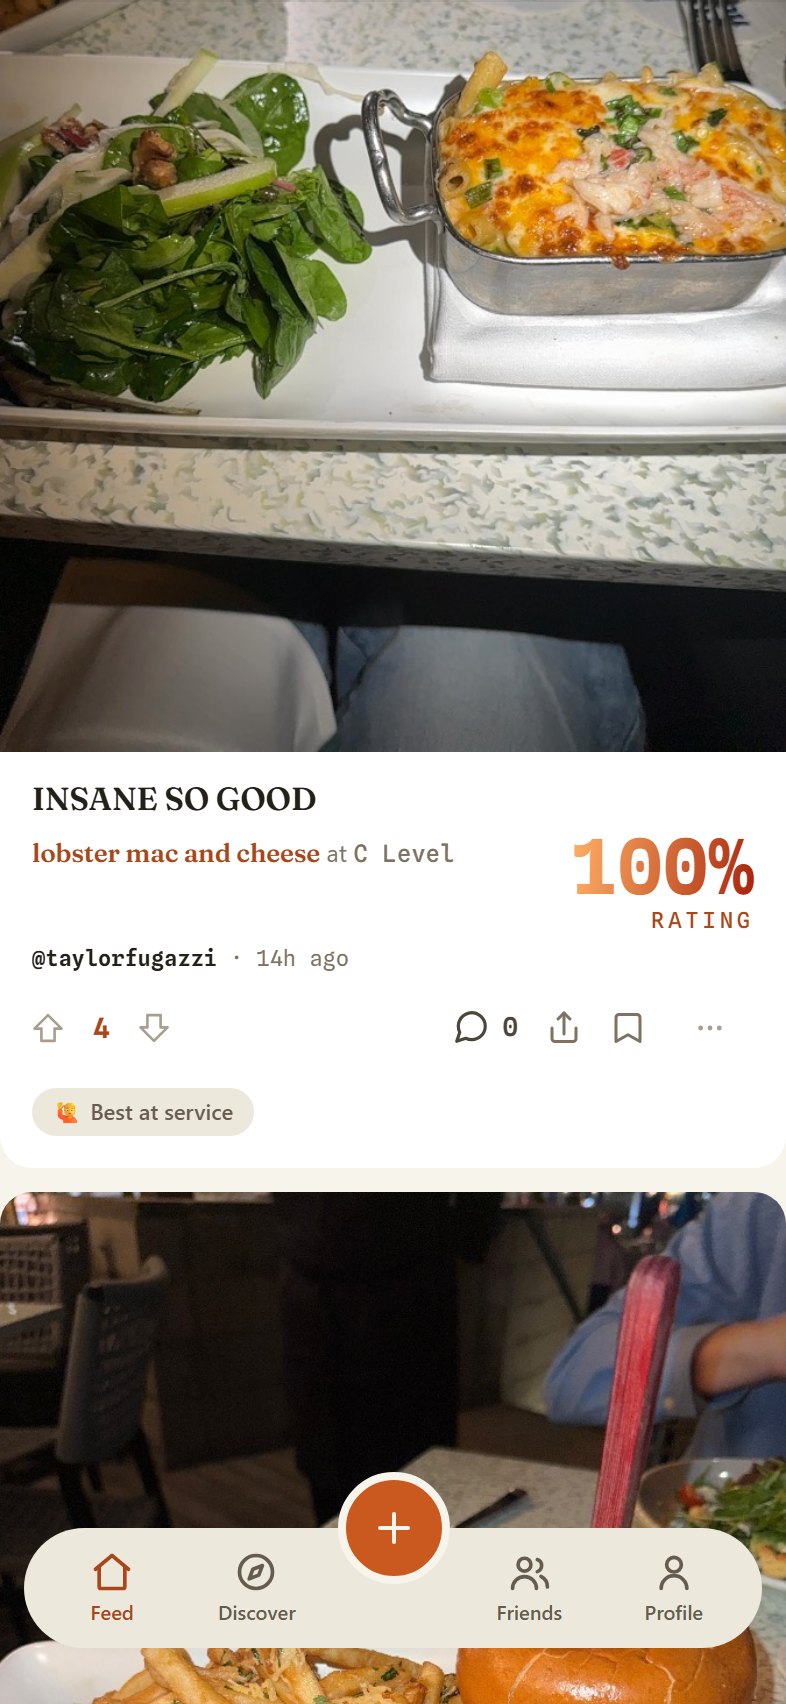 INSANE SO GOOD
lobster mac and cheese at C Level
100%
RATING
@taylorfugazzi · 14h ago
4
0
🙋 Best at service
Feed
Discover
Friends
Profile